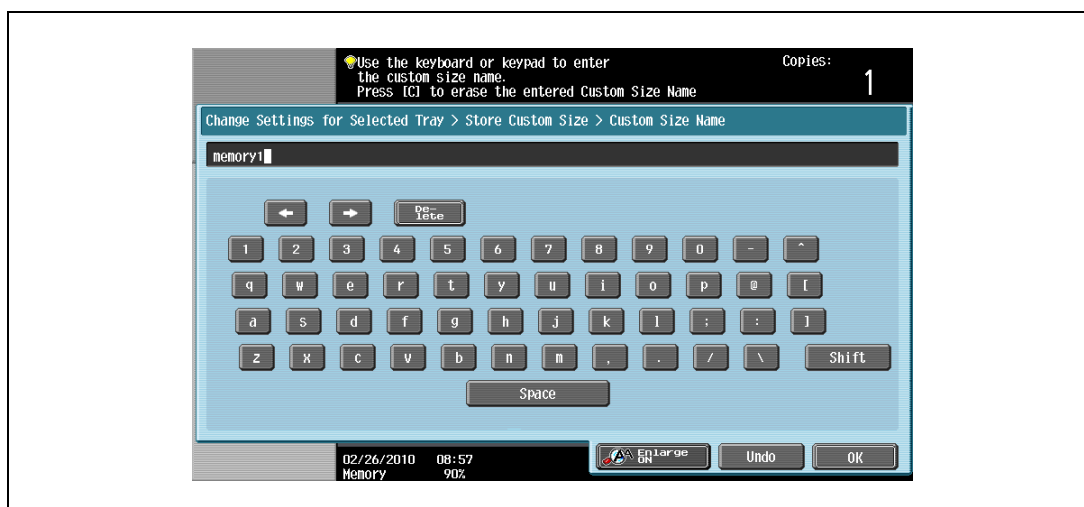 Use the keyboard or keypad to enter
the custom size name.
Press [C] to erase the entered Custom Size Name
Copies:
1
Change Settings for Selected Tray > Store Custom Size > Custom Size Name
memory1
De-
lete
1 2 3 4 5 6 7 8 9 0 - ^
q w e r t y u i o p @ [
a s d f g h j k l ; : ]
z x c v b n m , . / \ Shift
Space
Enlarge
ON
Undo
OK
02/26/2010 08:57
Memory 90%